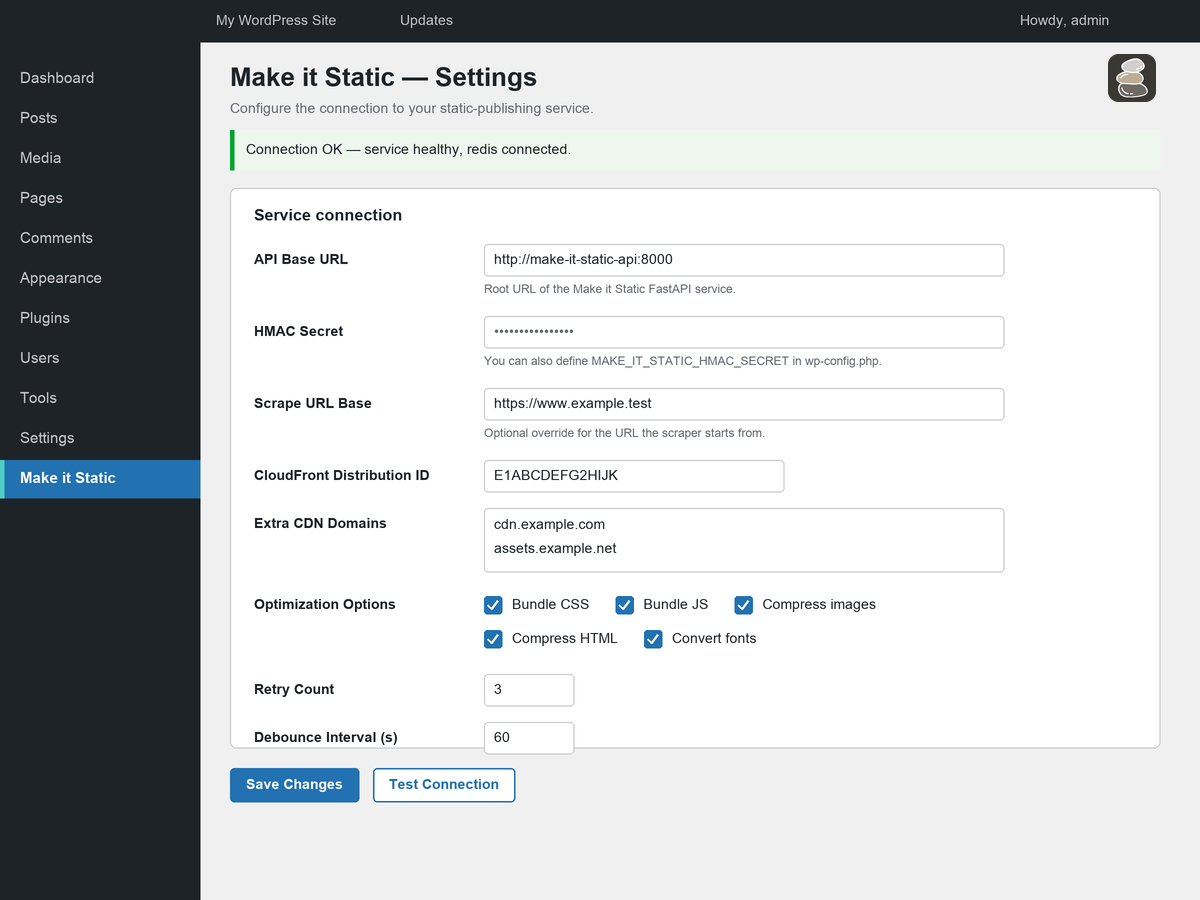 My WordPress Site Updates Howdy, admin
Dashboard
Posts
Media
Pages
Comments
Appearance
Plugins
Users
Tools
Settings
Make it Static
Make it Static — Settings
Configure the connection to your static-publishing service.
Connection OK — service healthy, redis connected.
Service connection
API Base URL http://make-it-static-api:8000
Root URL of the Make it Static FastAPI service.
HMAC Secret ••••••••••••••••
You can also define MAKE_IT_STATIC_HMAC_SECRET in wp-config.php.
Scrape URL Base https://www.example.test
Optional override for the URL the scraper starts from.
CloudFront Distribution ID E1ABCDEFG2HIJK
Extra CDN Domains cdn.example.com
assets.example.net
Optimization Options Bundle CSS Bundle JS Compress images
Compress HTML Convert fonts
Retry Count 3
Debounce Interval (s) 60
Save Changes Test Connection